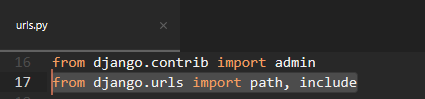 urls.py ×
16 from django.contrib import admin
17 from django.urls import path, include